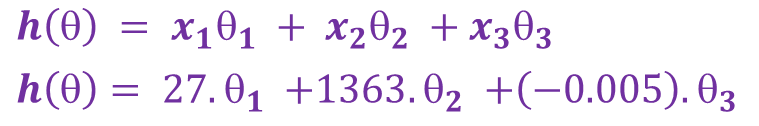 h(θ) = x₁θ₁ + x₂θ₂ + x₃θ₃
h(θ) = 27. θ₁ +1363. θ₂ +(−0.005). θ₃